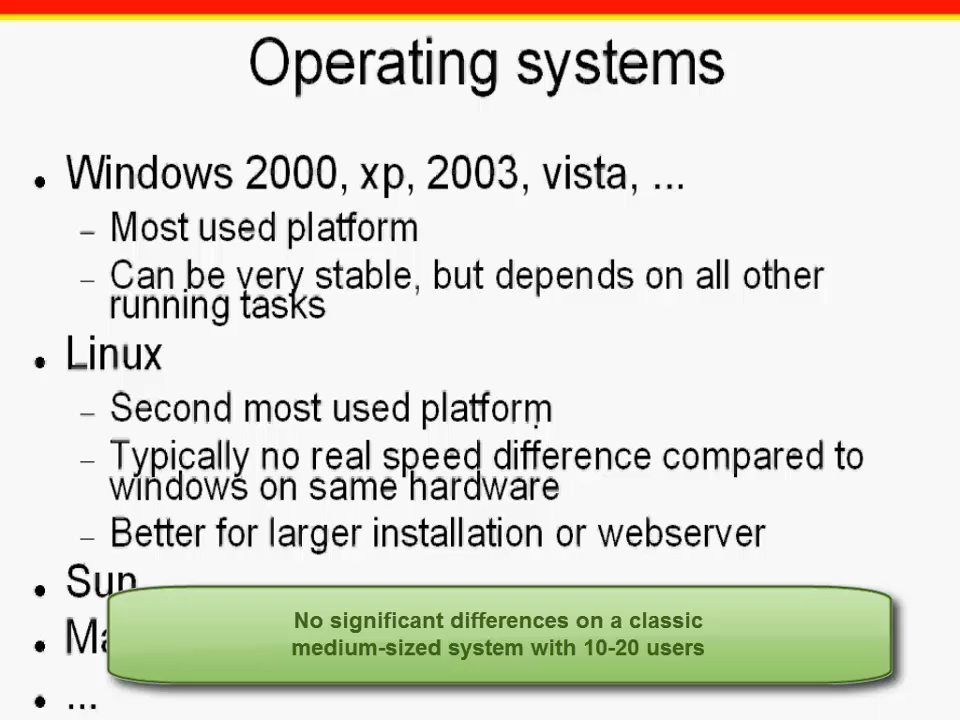 Operating systems
• Windows 2000, xp, 2003, vista, ...
– Most used platform
– Can be very stable, but depends on all other
running tasks
• Linux
– Second most used platform
– Typically no real speed difference compared to
windows on same hardware
– Better for larger installation or webserver
• Sun
No significant differences on a classic
medium-sized system with 10-20 users
• ...